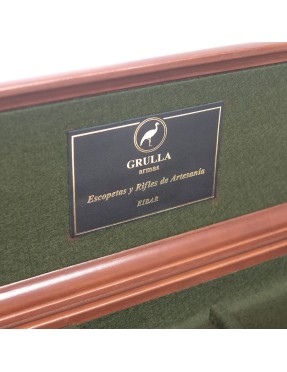 GRULLA
armas
Escopetas y Rifles de Artesanía
EIBAR